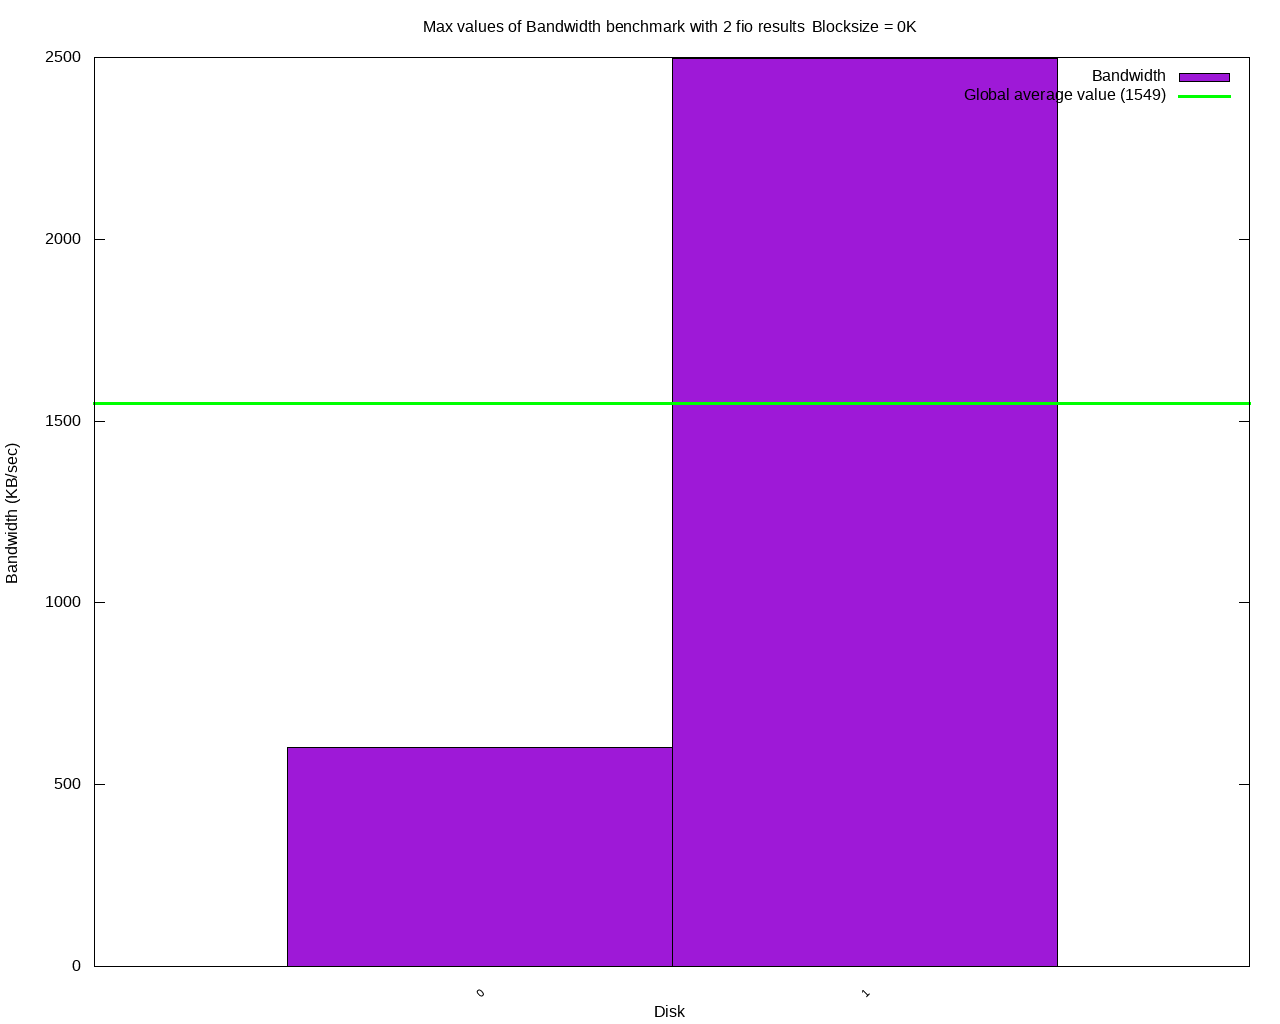 Max values of Bandwidth benchmark with 2 fio results Blocksize = 0K
2500
Bandwidth
Global average value (1549)
2000
1500
Bandwidth (KB/sec)
1000
500
0
0
1
Disk